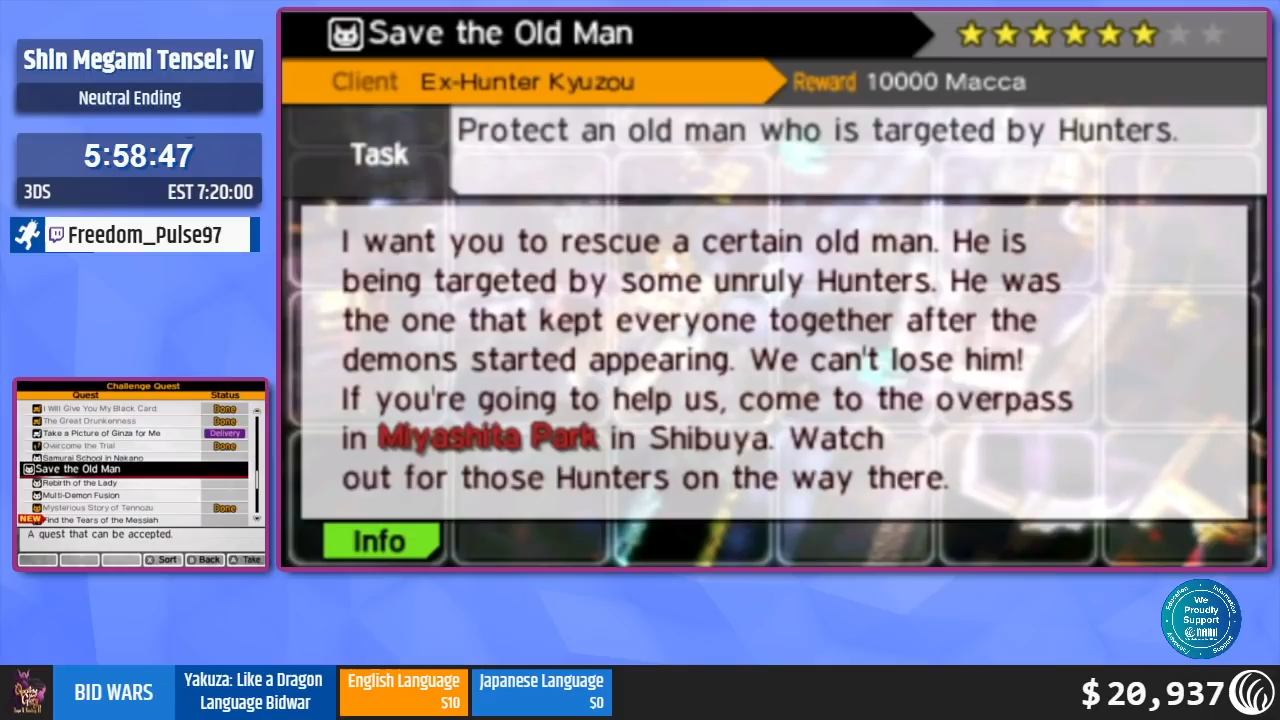 Shin Megami Tensel: IV
Neutral Ending
5:58:47
3DS
EST 7:20:00
Freedom_Pulse97
Save the Old Man
Client
Ex-Hunter Kyuzou
Reward
10000 Macca
Task
Protect an old man who is targeted by Hunters.
I want you to rescue a certain old man. He is
being targeted by some unruly Hunters. He was
the one that kept everyone together after the
demons started appearing. We can't lose him!
If you're going to help us, come to the overpass
in Miyashita Park in Shibuya. Watch
out for those Hunters on the way there.
Info
Challenge Quest
Quest
Status
I Will Give You My Black Card
Done
The Great Drunkenness
Done
Take a Picture of Ginza for Me
Delivery
Overcome the Trial
Done
Samurai School in Nakano
Save the Old Man
Rebirth of the Lady
Multi-Demon Fusion
Mysterious Story of Tennozu
Done
NEW
Find the Tears of the Messiah
A quest that can be accepted.
X Sort
B Back
A Take
We
Proudly
Support
nami
BID WARS
Yakuza: Like a Dragon
Language Bidwar
English Language
$10
Japanese Language
$0
$20,937